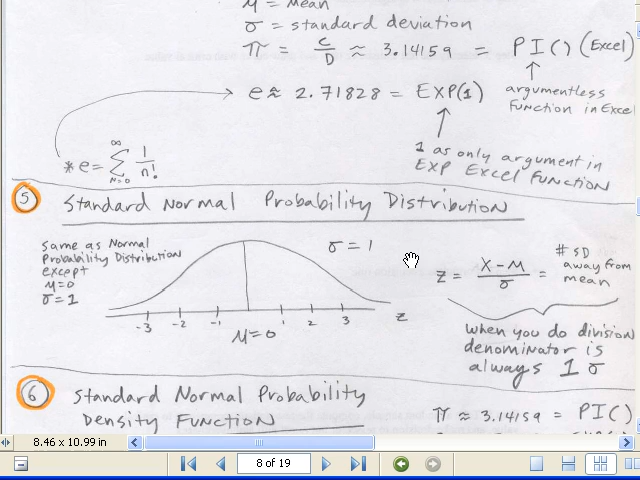 μ = mean
σ = standard deviation
π = C/D ≈ 3.14159 = PI() (Excel)
argumentless
Function in Excel
e ≈ 2.71828 = EXP(1)
1 as only argument in
EXP Excel Function
* e = ∞ Σ n=0 1/n!
5 Standard Normal Probability Distribution
Same as Normal
Probability Distribution
except
μ=0
σ=1
σ = 1
-3 -2 -1 1 2 3 z
μ=0
z = X-μ/σ = # SD
away from
mean
when you do division
denominator is
always 1 σ
6 Standard Normal Probability
Density Function
π ≈ 3.14159 = PI()
8.46 x 10.99 in
8 of 19